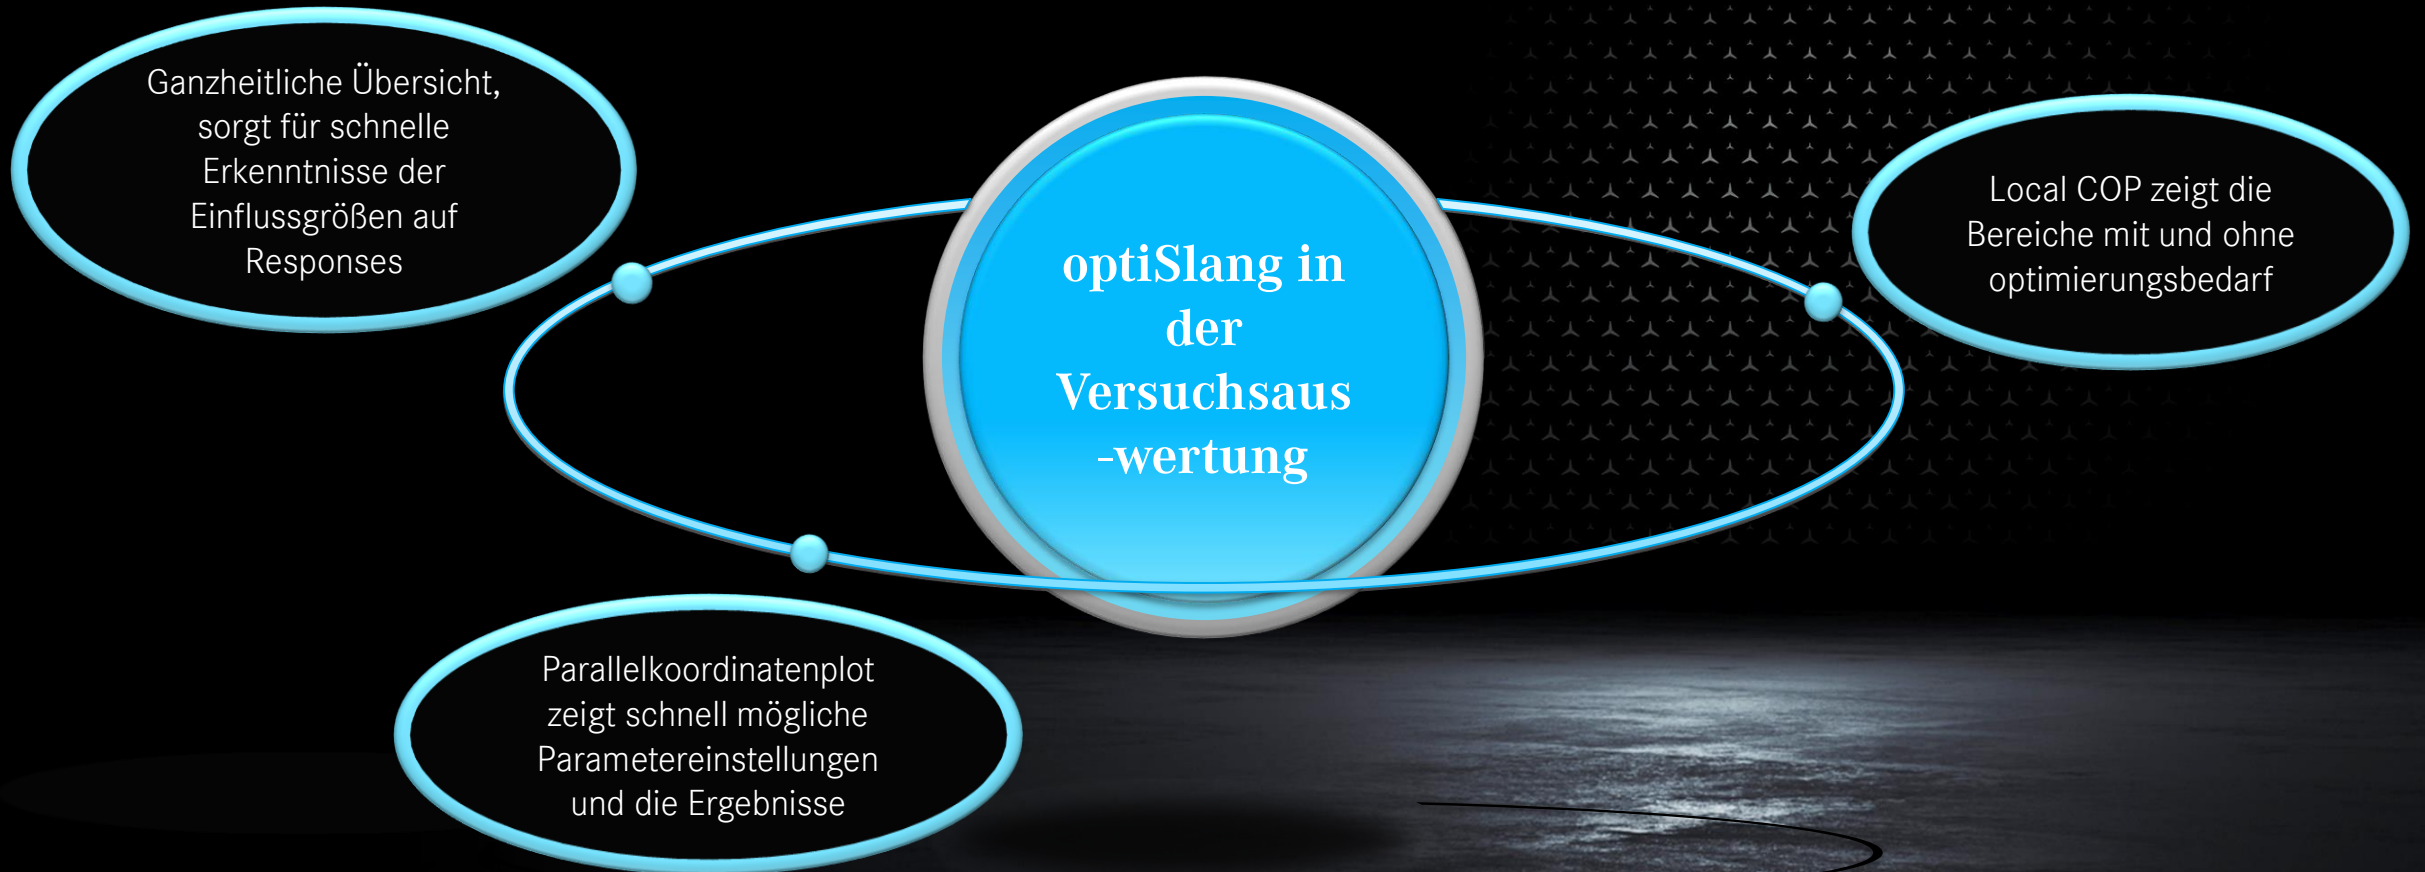 Ganzheitliche Übersicht,
sorgt für schnelle
Erkenntnisse der
Einflussgrößen auf
Responses
optiSlang in
der
Versuchsaus
-wertung
Local COP zeigt die
Bereiche mit und ohne
optimierungsbedarf
Parallelkoordinatenplot
zeigt schnell mögliche
Parametereinstellungen
und die Ergebnisse